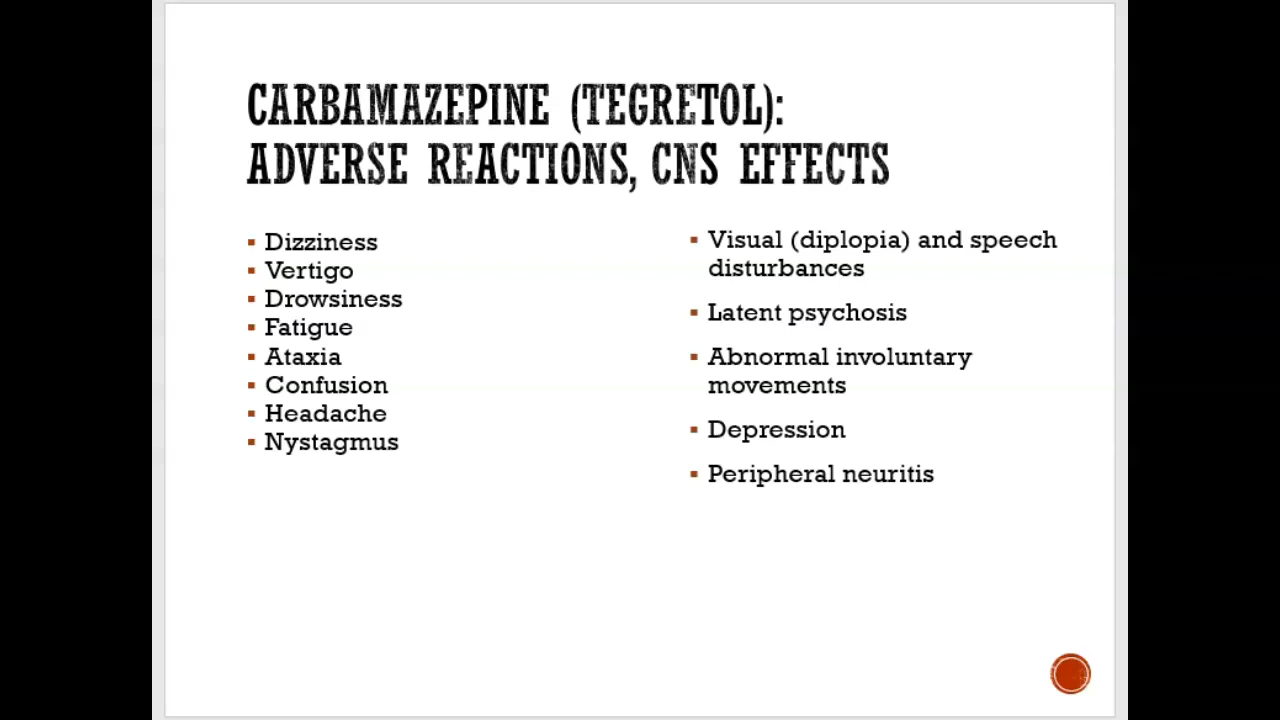 CARBAMAZEPINE (TEGRETOL):
ADVERSE REACTIONS, CNS EFFECTS
▪ Dizziness
▪ Vertigo
▪ Drowsiness
▪ Fatigue
▪ Ataxia
▪ Confusion
▪ Headache
▪ Nystagmus
▪ Visual (diplopia) and speech
disturbances
▪ Latent psychosis
▪ Abnormal involuntary
movements
▪ Depression
▪ Peripheral neuritis